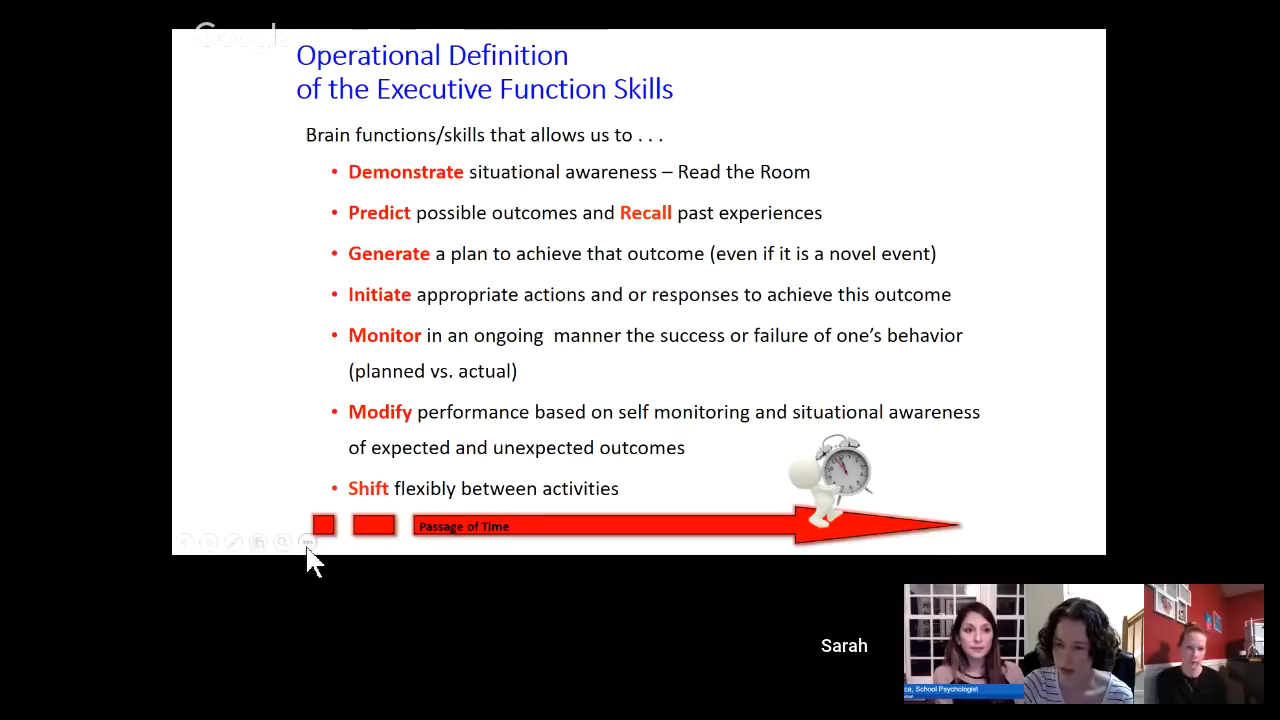 Google
Operational Definition
of the Executive Function Skills
Brain functions/skills that allows us to . . .
• Demonstrate situational awareness – Read the Room
• Predict possible outcomes and Recall past experiences
• Generate a plan to achieve that outcome (even if it is a novel event)
• Initiate appropriate actions and or responses to achieve this outcome
• Monitor in an ongoing  manner the success or failure of one’s behavior
(planned vs. actual)
• Modify performance based on self monitoring and situational awareness
of expected and unexpected outcomes
• Shift flexibly between activities
Passage of Time
Sarah
, School Psychologist